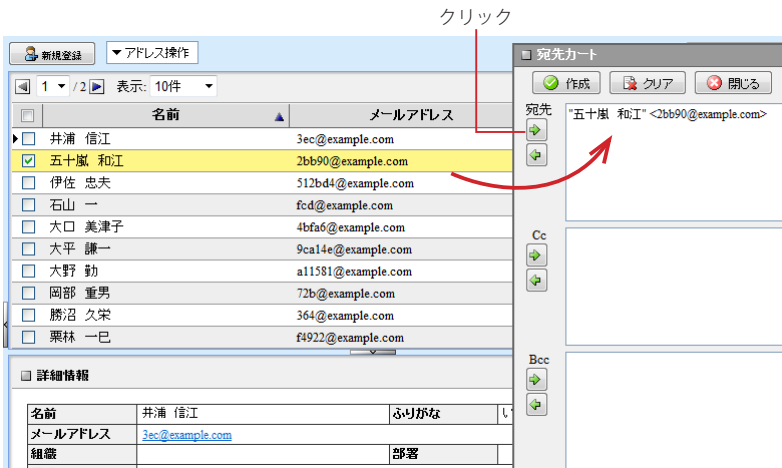 クリック
新規登録 ▼アドレス操作
1 /2 表示: 10件
名前 メールアドレス
井浦 信江 3ec@example.com
五十嵐 和江 2bb90@example.com
伊佐 忠夫 512bd4@example.com
石山 一 fcd@example.com
大口 美津子 4bfa6@example.com
大平 謙一 9ca14e@example.com
大野 勤 a11581@example.com
岡部 重男 72b@example.com
勝沼 久栄 364@example.com
栗林 一巳 f4922@example.com
詳細情報
名前 井浦 信江 ふりがな
メールアドレス 3ec@example.com
組織 部署
宛先カート
作成 クリア 閉じる
宛先
"五十嵐 和江" <2bb90@example.com>
Cc
Bcc